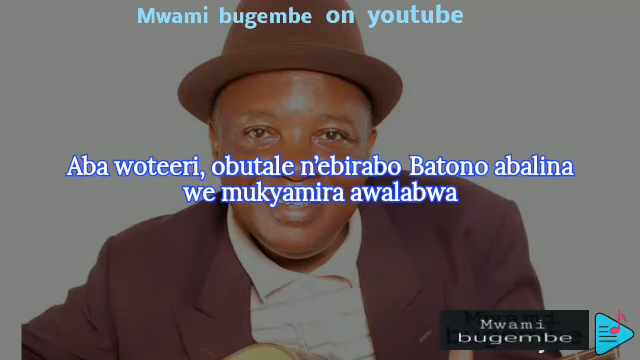 Mwami bugembe on youtube
Aba woteeri, obutale n'ebirabo Batono abalina
we mukyamira awalabwa
Mwami
bugembe